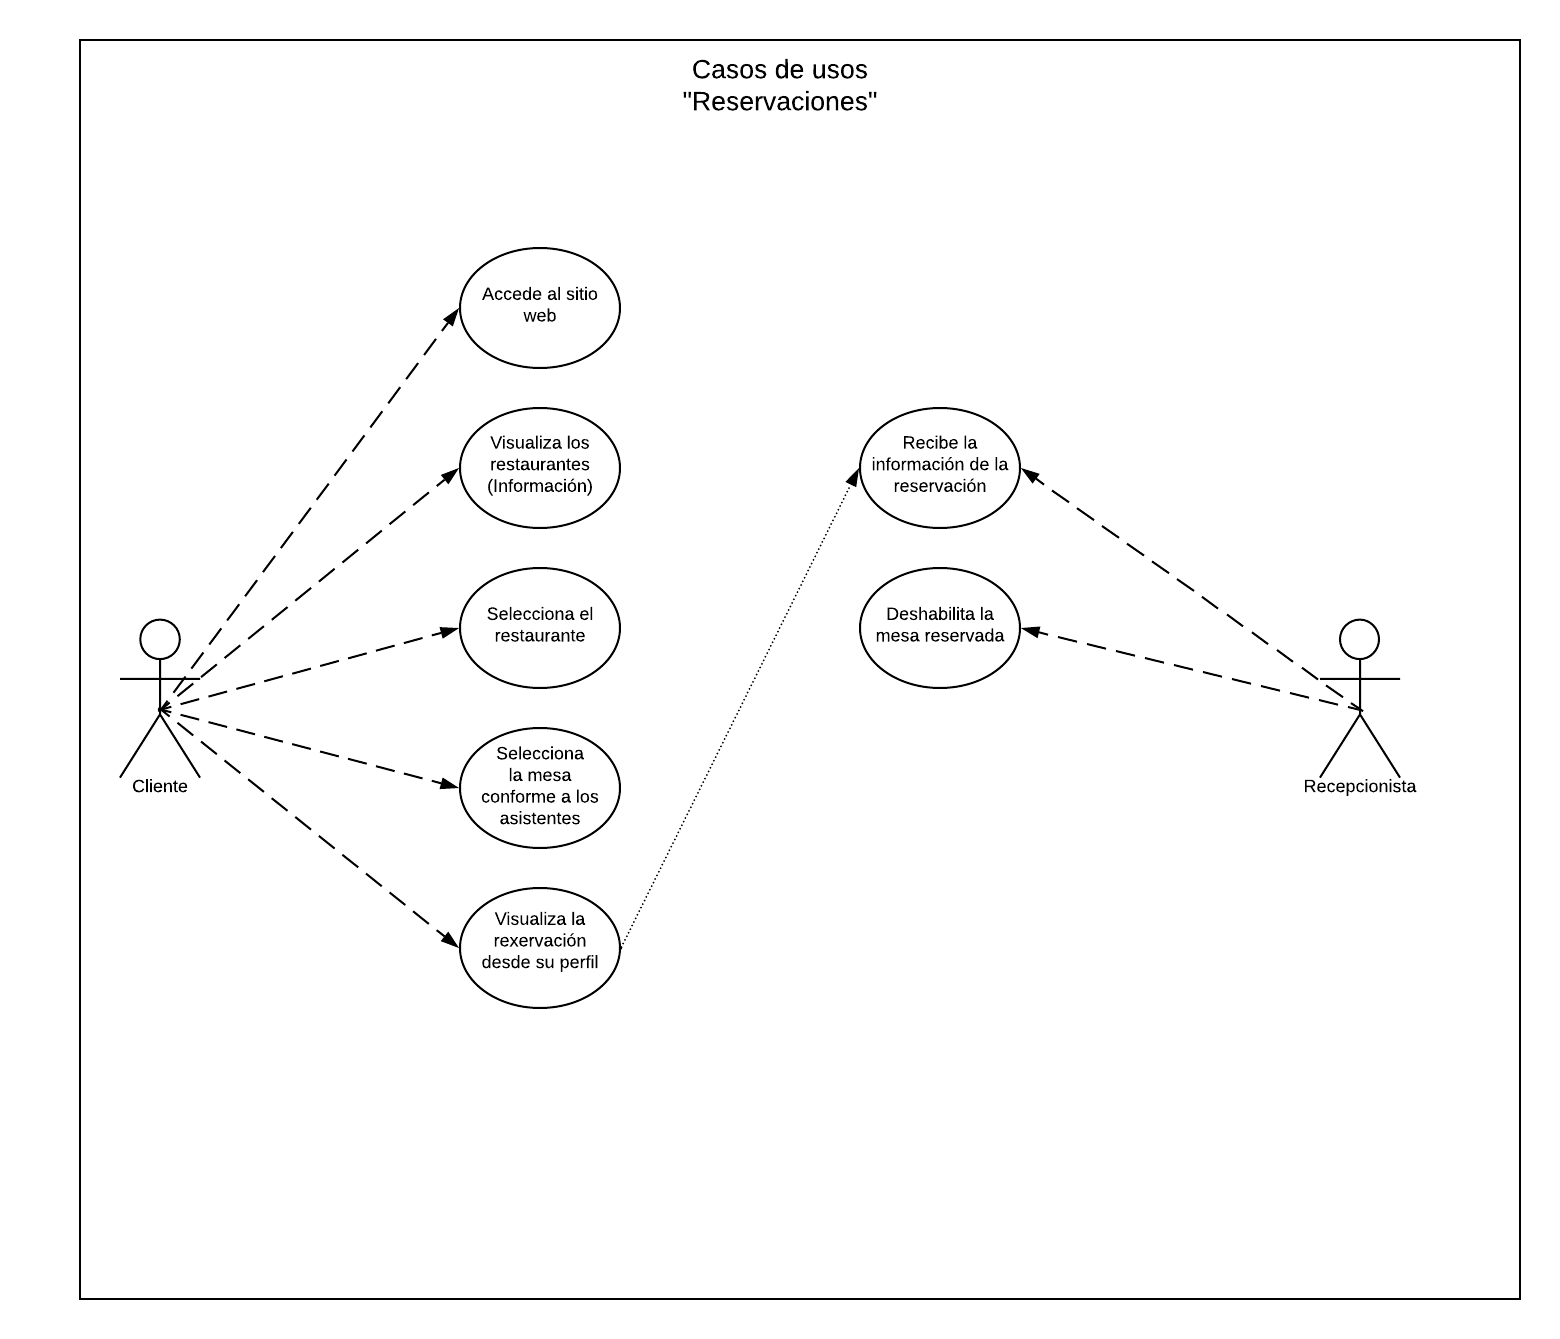 Casos de usos
"Reservaciones"
Accede al sitio
web
Visualiza los
restaurantes
(Información)
Selecciona el
restaurante
Selecciona
la mesa
conforme a los
asistentes
Visualiza la
rexervación
desde su perfil
Recibe la
información de la
reservación
Deshabilita la
mesa reservada
Cliente
Recepcionista